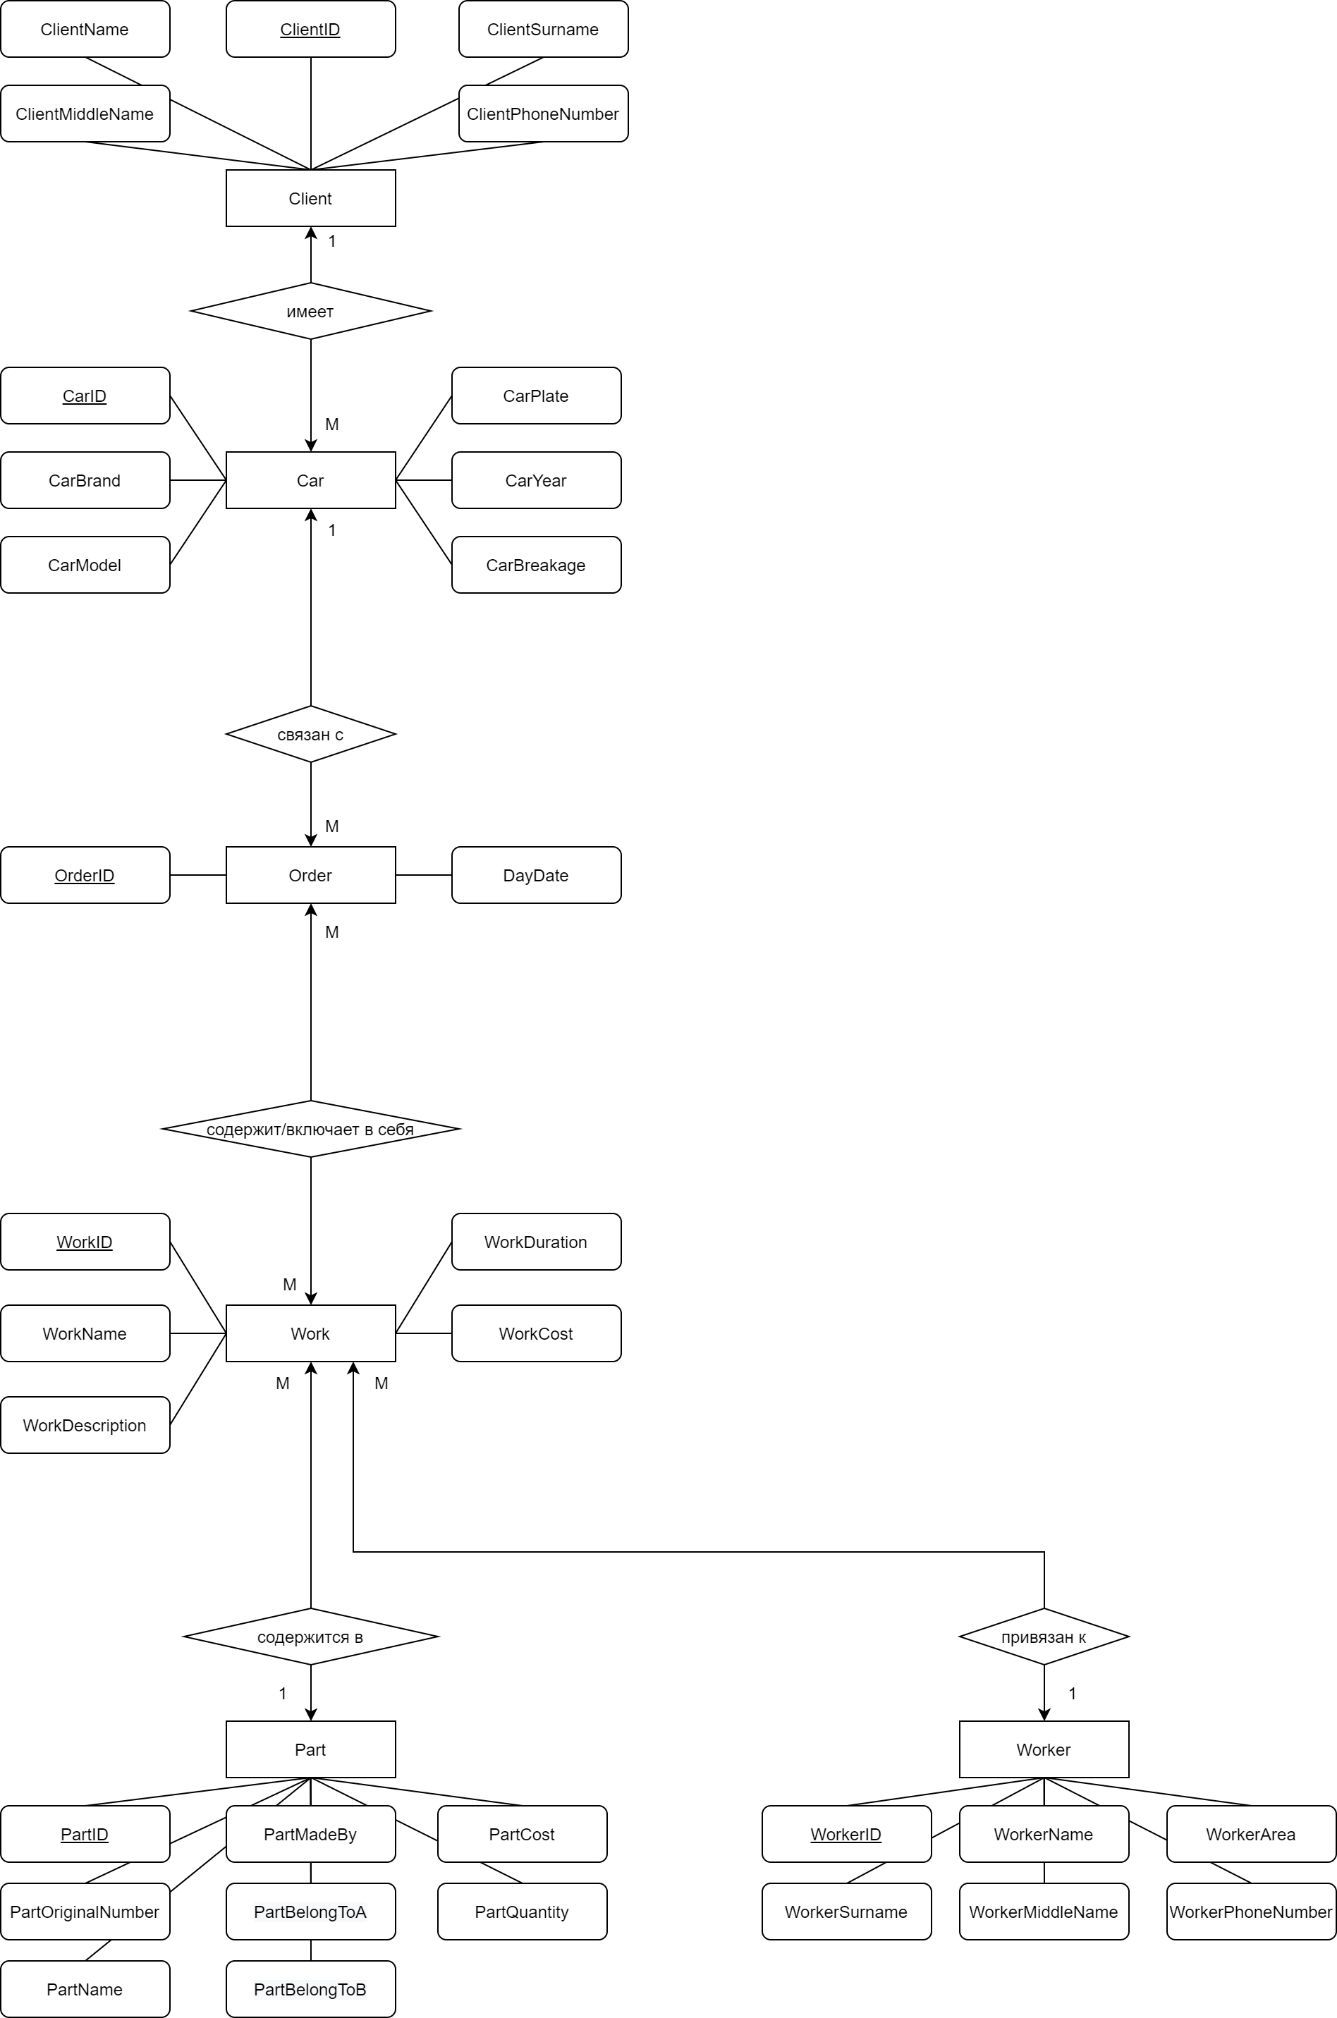 ClientName
ClientID
ClientSurname
ClientMiddleName
ClientPhoneNumber
Client
1
имеет
M
CarID
CarPlate
CarBrand
Car
CarYear
1
CarModel
CarBreakage
связан с
M
OrderID
Order
DayDate
M
содержит/включает в себя
M
WorkID
WorkDuration
WorkName
Work
WorkCost
M
M
WorkDescription
содержится в
привязан к
1
1
Part
Worker
PartID
PartMadeBy
PartCost
WorkerID
WorkerName
WorkerArea
PartOriginalNumber
PartBelongToA
PartQuantity
WorkerSurname
WorkerMiddleName
WorkerPhoneNumber
PartName
PartBelongToB